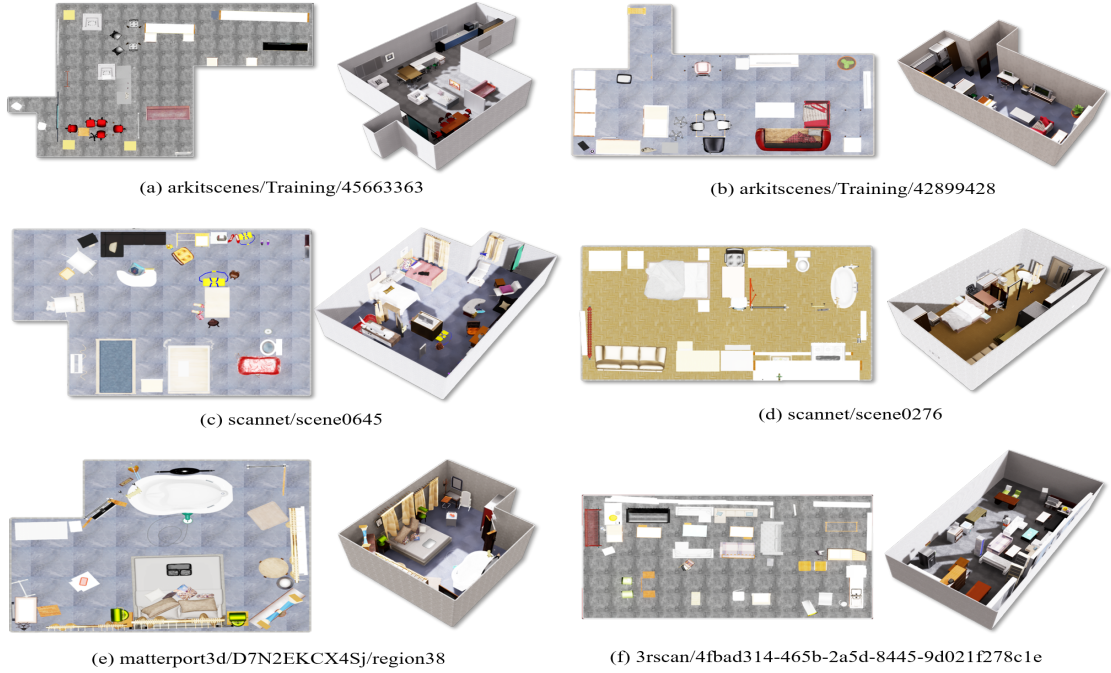 (a) arkitscenes/Training/45663363
(b) arkitscenes/Training/42899428
(c) scannet/scene0645
(d) scannet/scene0276
(e) matterport3d/D7N2EKCX4Sj/region38
(f) 3rscan/4fbad314-465b-2a5d-8445-9d021f278c1e